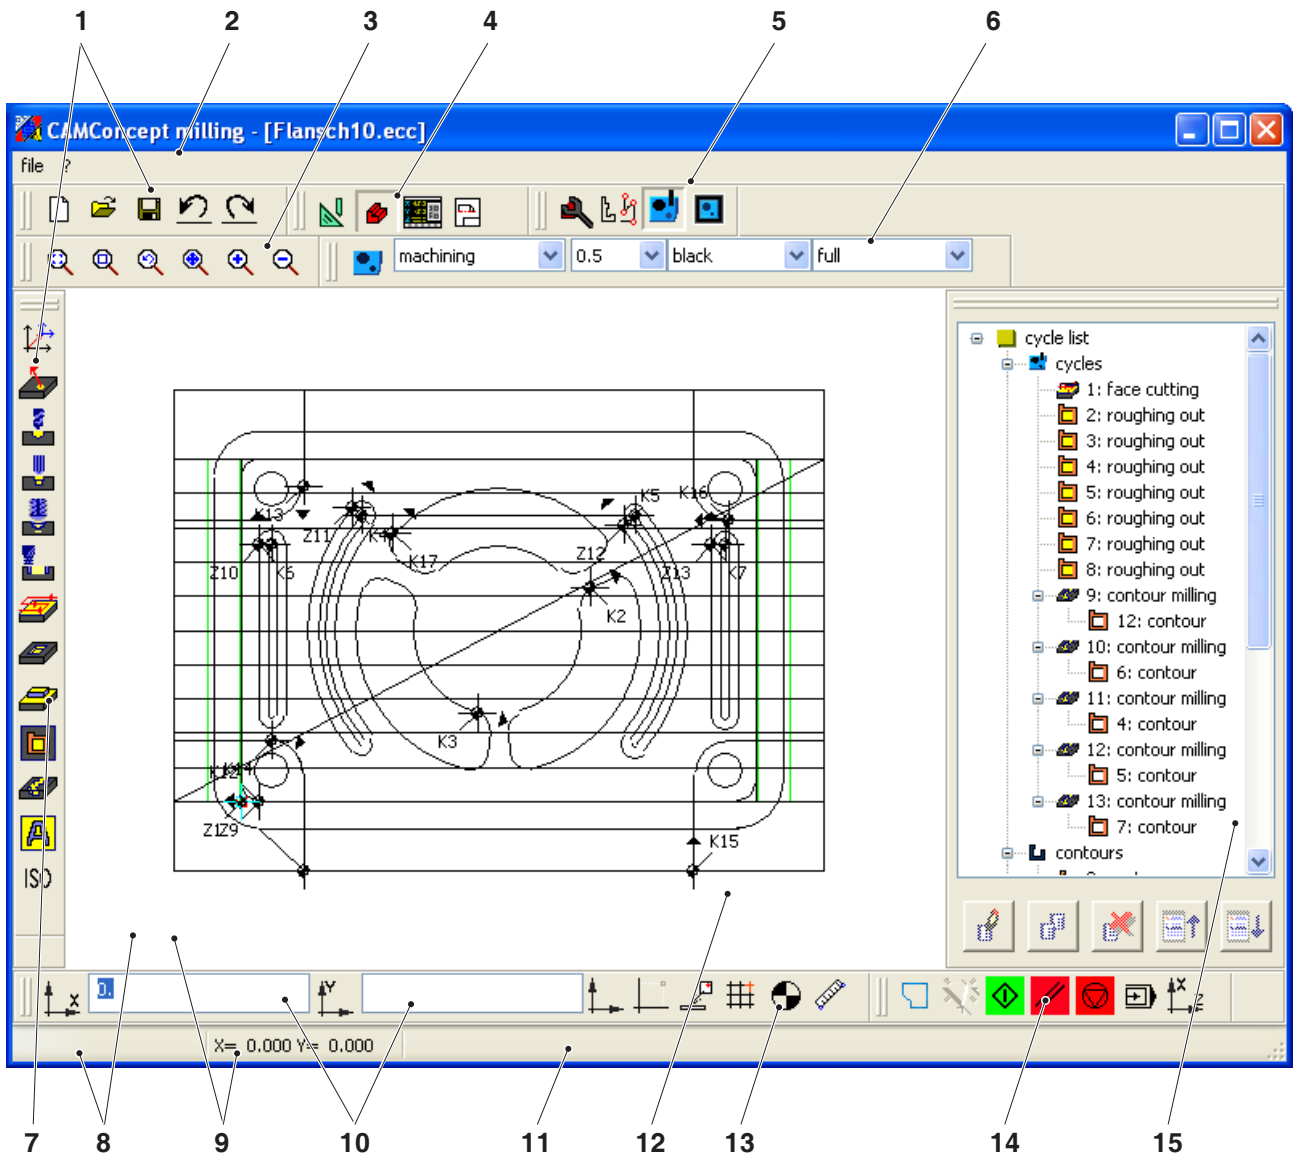 1 2 3 4 5 6
CAMConcept milling - [Flansch10.ecc]
file ?
machining 0.5 black full
cycle list
cycles
1: face cutting
2: roughing out
3: roughing out
4: roughing out
5: roughing out
6: roughing out
7: roughing out
8: roughing out
9: contour milling
12: contour
10: contour milling
6: contour
11: contour milling
4: contour
12: contour milling
5: contour
13: contour milling
7: contour
contours
K5 K16
K13
Z11 K4
K17 Z12
Z10 K6 Z13 K7
K2
K3
Z1 Z9
K15
ISO
X 0. Y
X= 0.000 Y= 0.000
7 8 9 10 11 12 13 14 15